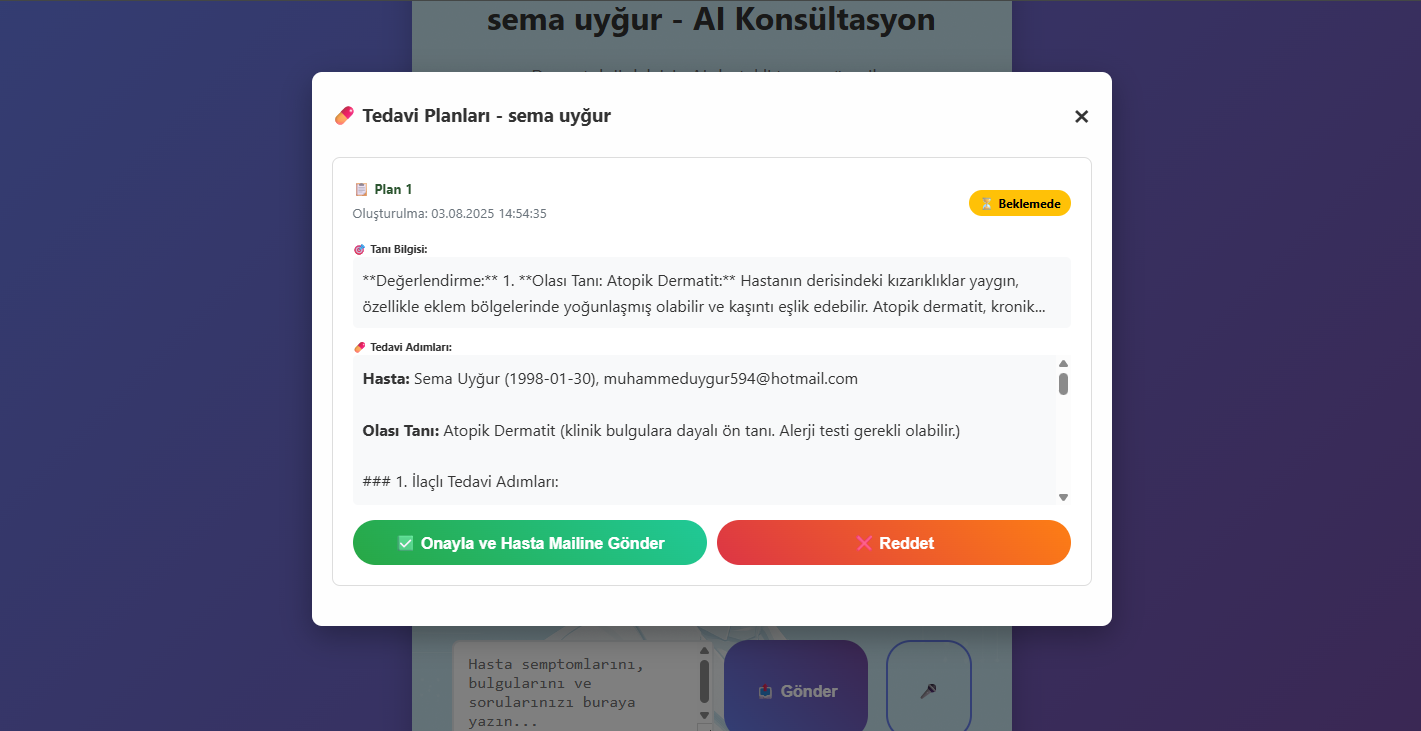 sema uyğur - AI Konsültasyon
Tedavi Planları - sema uyğur
Plan 1
Oluşturulma: 03.08.2025 14:54:35
Beklemede
Tanı Bilgisi:
**Değerlendirme:** 1. **Olası Tanı: Atopik Dermatit:** Hastanın derisindeki kızarıklıklar yaygın,
özellikle eklem bölgelerinde yoğunlaşmış olabilir ve kaşıntı eşlik edebilir. Atopik dermatit, kronik...
Tedavi Adımları:
Hasta: Sema Uyğur (1998-01-30), muhammeduygur594@hotmail.com
Olası Tanı: Atopik Dermatit (klinik bulgulara dayalı ön tanı. Alerji testi gerekli olabilir.)
### 1. İlaçlı Tedavi Adımları:
Onayla ve Hasta Mailine Gönder
Reddet
Hasta semptomlarını,
bulgularını ve
sorularınızı buraya
yazın...
Gönder